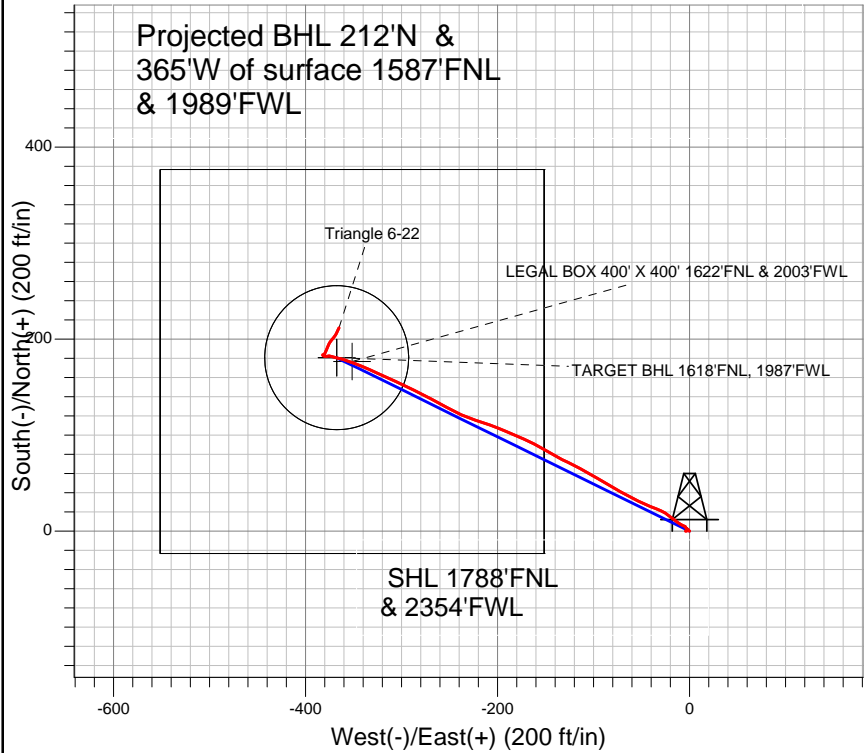 Projected BHL 212'N &
365'W of surface 1587'FNL
& 1989'FWL
400
Triangle 6-22
LEGAL BOX 400' X 400' 1622'FNL & 2003'FWL
200
TARGET BHL 1618'FNL, 1987'FWL
South(-)/North(+) (200 ft/in)
0
SHL 1788'FNL
& 2354'FWL
-600
-400
-200
0
West(-)/East(+) (200 ft/in)